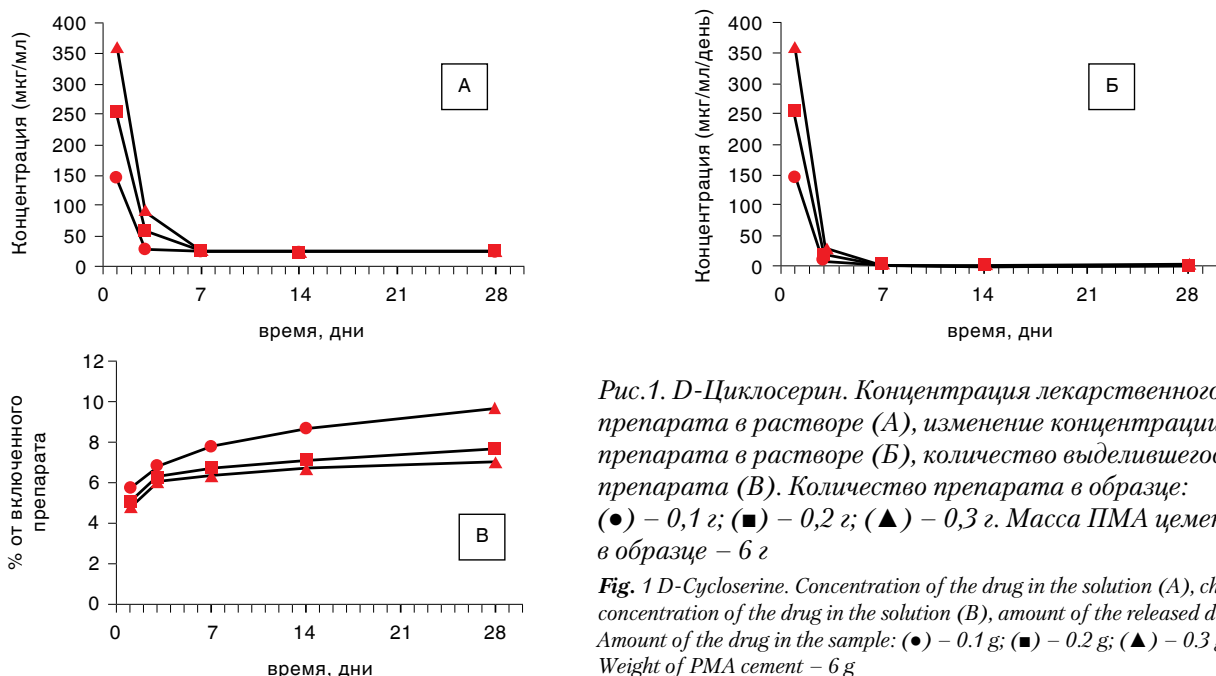 Концентрация (мкг/мл)
400
350
300
250
200
150
100
50
0
А
0 7 14 21 28
время, дни
Концентрация (мкг/мл/день)
400
350
300
250
200
150
100
50
0
Б
0 7 14 21 28
время, дни
% от включенного
препарата
12
10
8
6
4
2
0
В
0 7 14 21 28
время, дни
Рис.1. D-Циклосерин. Концентрация лекарственного
препарата в растворе (А), изменение концентрации
препарата в растворе (Б), количество
препарата (В). Количество препарата в образце:
(●) – 0,1 г; (■) – 0,2 г; (▲) – 0,3 г. Масса ПМА
в образце – 6 г
Fig. 1 D-Cycloserine. Concentration of the drug in the solution (A),
concentration of the drug in the solution (B), amount of the released
Amount of the drug in the sample: (●) – 0.1 g; (■) – 0.2 g; (▲) – 0.3
Weight of PMA cement – 6 g